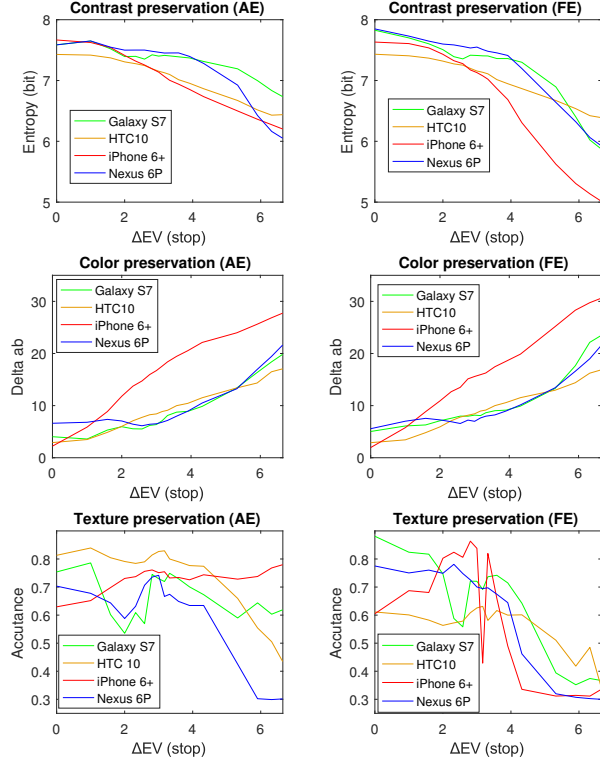 Contrast preservation (AE)
8
7
6
5
Entropy (bit)
Galaxy S7
HTC10
iPhone 6+
Nexus 6P
0 2 4 6
ΔEV (stop)
Contrast preservation (FE)
8
7
6
5
Entropy (bit)
Galaxy S7
HTC10
iPhone 6+
Nexus 6P
0 2 4 6
ΔEV (stop)
Color preservation (AE)
30
20
10
0
Delta ab
Galaxy S7
HTC10
iPhone 6+
Nexus 6P
0 2 4 6
ΔEV (stop)
Color preservation (FE)
30
20
10
0
Delta ab
Galaxy S7
HTC10
iPhone 6+
Nexus 6P
0 2 4 6
ΔEV (stop)
Texture preservation (AE)
0.8
0.7
0.6
0.5
0.4
0.3
Accutance
Galaxy S7
HTC 10
iPhone 6+
Nexus 6P
0 2 4 6
ΔEV (stop)
Texture preservation (FE)
0.8
0.7
0.6
0.5
0.4
0.3
Accutance
Galaxy S7
HTC10
iPhone 6+
Nexus 6P
0 2 4 6
ΔEV (stop)